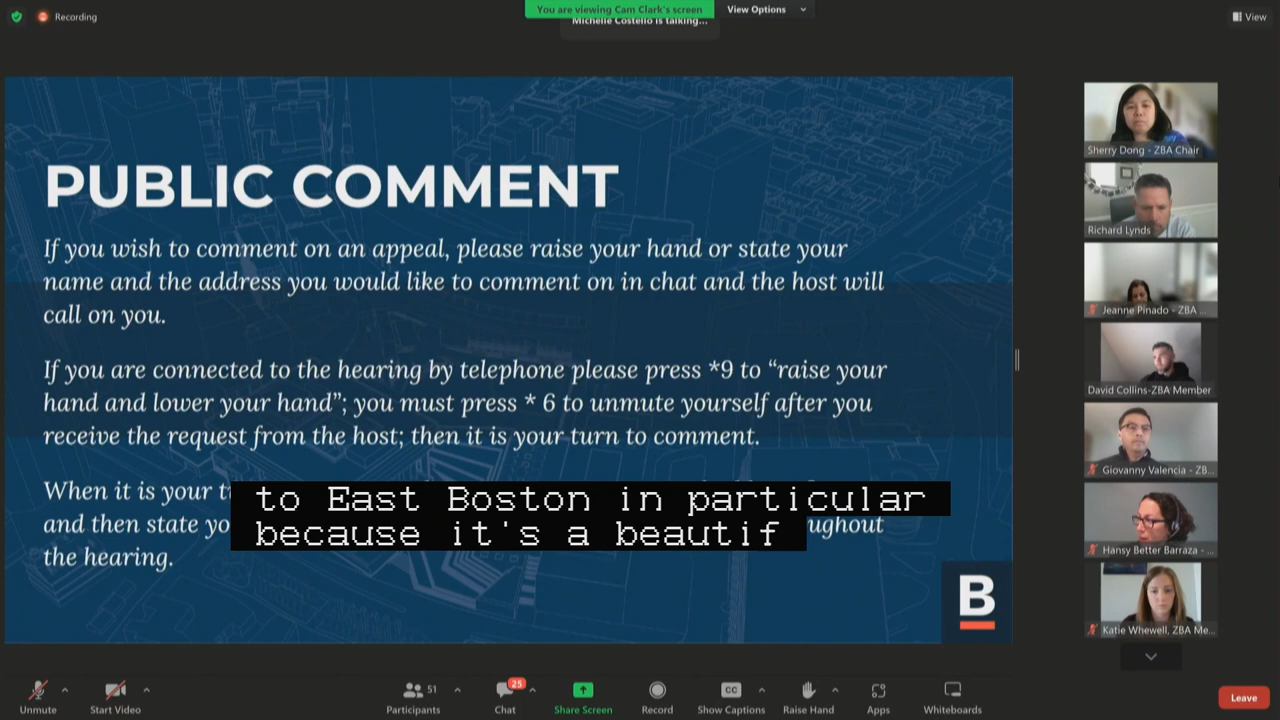 Recording
You are viewing Cam Clark's screen
View Options
Michelle Costello is talking...
View
PUBLIC COMMENT
If you wish to comment on an appeal, please raise your hand or state your
name and the address you would like to comment on in chat and the host will
call on you.
If you are connected to the hearing by telephone please press *9 to “raise your
hand and lower your hand”; you must press * 6 to unmute yourself after you
receive the request from the host; then it is your turn to comment.
When it is your
and then state
the hearing.
to East Boston in particular
because it's a beautif
B
Sherry Dong - ZBA Chair
Richard Lynds
Jeanne Pinado - ZBA ...
David Collins-ZBA Member
Giovanny Valencia - ZB...
Hansy Better Barraza - ...
Katie Whewell, ZBA Me...
Unmute
Start Video
51
Participants
25
Chat
Share Screen
Record
CC
Show Captions
Raise Hand
Apps
Whiteboards
Leave